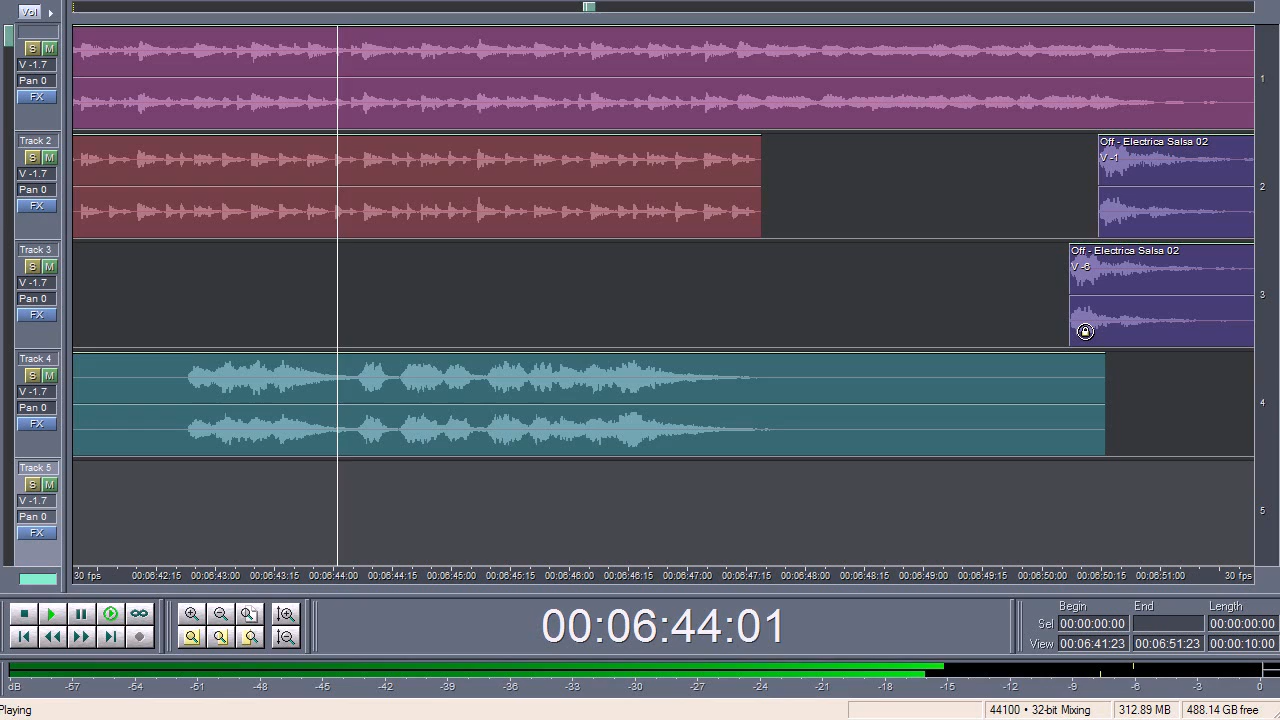 Vol
S M
V -1.7
Pan 0
FX
1
Track 2
S M
V -1.7
Pan 0
FX
Off - Electrica Salsa 02
V -1
2
Track 3
S M
V -1.7
Pan 0
FX
Off - Electrica Salsa 02
V -6
3
Track 4
S M
V -1.7
Pan 0
FX
4
Track 5
S M
V -1.7
Pan 0
FX
5
30 fps 00:06:42:15 00:06:43:00 00:06:43:15 00:06:44:00 00:06:44:15 00:06:45:00 00:06:45:15 00:06:46:00 00:06:46:15 00:06:47:00 00:06:47:15 00:06:48:00 00:06:48:15 00:06:49:00 00:06:49:15 00:06:50:00 00:06:50:15 00:06:51:00 30 fps
00:06:44:01
Begin End Length
Sel 00:00:00:00 00:00:00:00
View 00:06:41:23 00:06:51:23 00:00:10:00
dB -57 -54 -51 -48 -45 -42 -39 -36 -33 -30 -27 -24 -21 -18 -15 -12 -9 -6 -3 0
Playing 44100 • 32-bit Mixing 312.89 MB 488.14 GB free